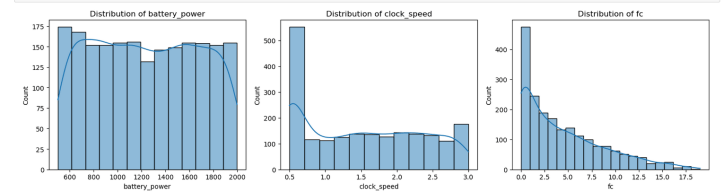 Distribution of battery_power
Distribution of clock_speed
Distribution of fc
175
150
125
100
75
50
25
0
Count
600 800 1000 1200 1400 1600 1800 2000
battery_power
500
400
300
200
100
0
Count
0.5 1.0 1.5 2.0 2.5 3.0
clock_speed
400
300
200
100
0
Count
0.0 2.5 5.0 7.5 10.0 12.5 15.0 17.5
fc